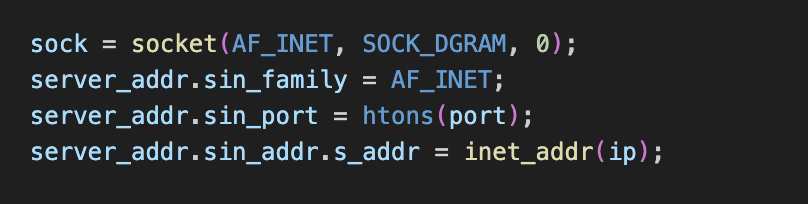 sock = socket(AF_INET, SOCK_DGRAM, 0);
server_addr.sin_family = AF_INET;
server_addr.sin_port = htons(port);
server_addr.sin_addr.s_addr = inet_addr(ip);